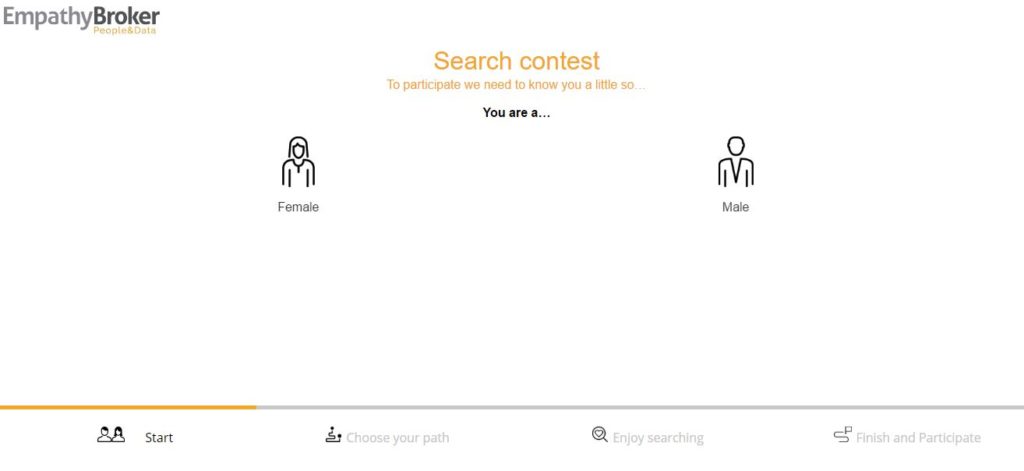 EmpathyBroker
People&Data
Search contest
To participate we need to know you a little so…
You are a…
Female
Male
Start
Choose your path
Enjoy searching
Finish and Participate